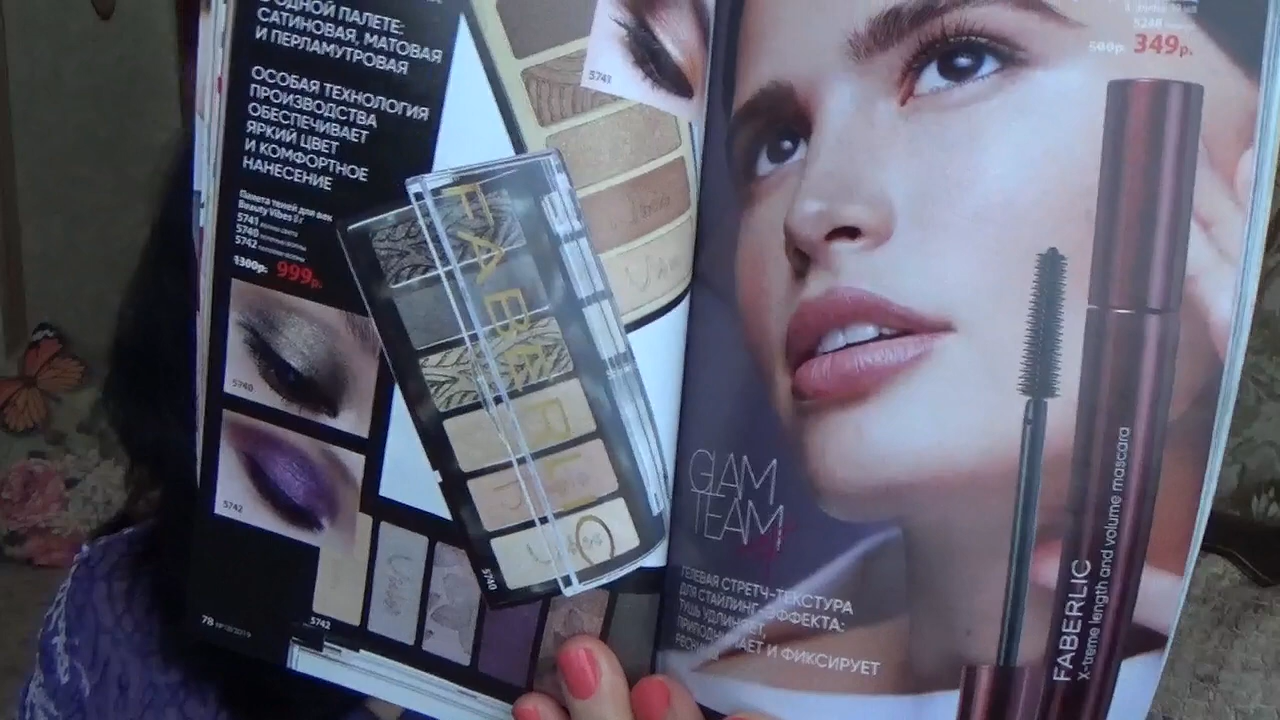 В ОДНОЙ ПАЛЕТЕ:
САТИНОВАЯ, МАТОВАЯ
И ПЕРЛАМУТРОВАЯ
ОСОБАЯ ТЕХНОЛОГИЯ
ПРОИЗВОДСТВА
ОБЕСПЕЧИВАЕТ
ЯРКИЙ ЦВЕТ
И КОМФОРТНОЕ
НАНЕСЕНИЕ
Палета теней для век
Beauty Vibes
5741
5740
5742
1300р. 999р.
5741
5740
5742
78
5742
FABERLIC
5740
5248
500р. 349р.
GLAM
TEAM
ГЕЛЕВАЯ СТРЕТЧ-ТЕКСТУРА
ДЛЯ СТАЙЛИНГ-ЭФФЕКТА:
ТУШЬ УДЛИНЯЕТ,
И ФИКСИРУЕТ
FABERLIC
x-treme length and volume mascara